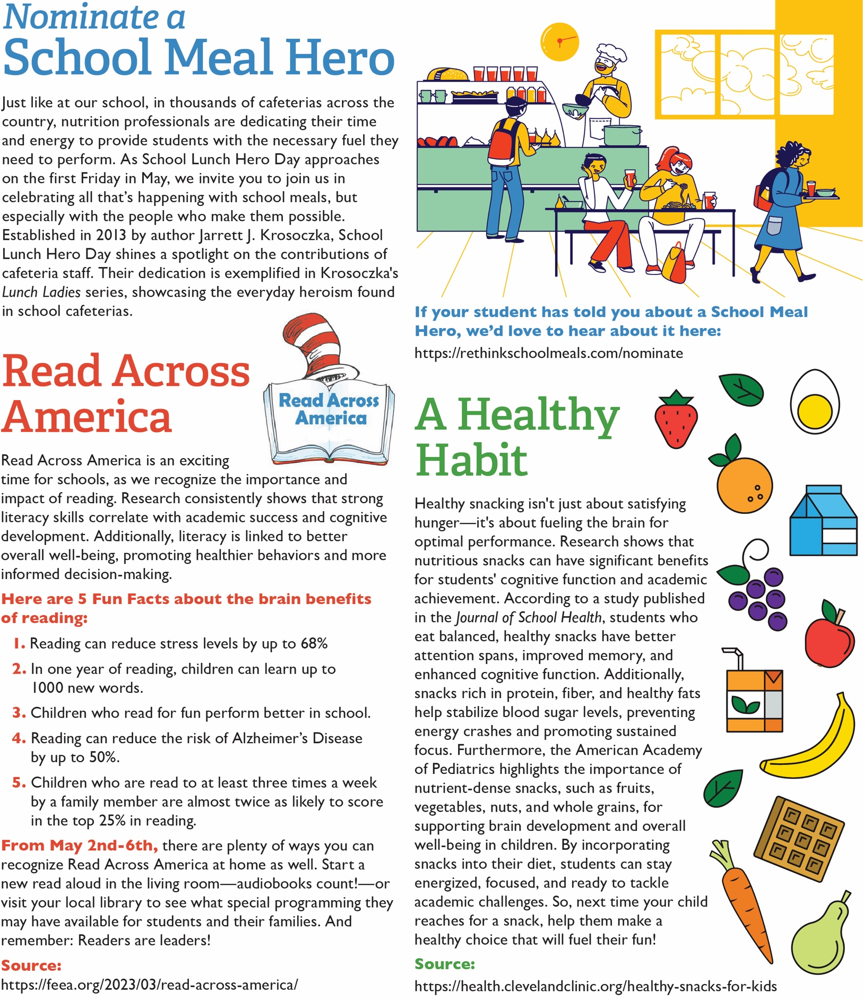 Nominate a
School Meal Hero
Just like at our school, in thousands of cafeterias across the
country, nutrition professionals are dedicating their time
and energy to provide students with the necessary fuel they
need to perform. As School Lunch Hero Day approaches
on the first Friday in May, we invite you to join us in
celebrating all that’s happening with school meals, but
especially with the people who make them possible.
Established in 2013 by author Jarrett J. Krosoczka, School
Lunch Hero Day shines a spotlight on the contributions of
cafeteria staff. Their dedication is exemplified in Krosoczka's
Lunch Ladies series, showcasing the everyday heroism found
in school cafeterias.
If your student has told you about a School Meal
Hero, we’d love to hear about it here:
https://rethinkschoolmeals.com/nominate
Read Across
America
Read Across
America
Read Across America is an exciting
time for schools, as we recognize the importance and
impact of reading. Research consistently shows that strong
literacy skills correlate with academic success and cognitive
development. Additionally, literacy is linked to better
overall well-being, promoting healthier behaviors and more
informed decision-making.
Here are 5 Fun Facts about the brain benefits
of reading:
1. Reading can reduce stress levels by up to 68%
2. In one year of reading, children can learn up to
1000 new words.
3. Children who read for fun perform better in school.
4. Reading can reduce the risk of Alzheimer’s Disease
by up to 50%.
5. Children who are read to at least three times a week
by a family member are almost twice as likely to score
in the top 25% in reading.
From May 2nd-6th, there are plenty of ways you can
recognize Read Across America at home as well. Start a
new read aloud in the living room—audiobooks count!—or
visit your local library to see what special programming they
may have available for students and their families. And
remember: Readers are leaders!
Source:
https://feea.org/2023/03/read-across-america/
A Healthy
Habit
Healthy snacking isn't just about satisfying
hunger—it's about fueling the brain for
optimal performance. Research shows that
nutritious snacks can have significant benefits
for students' cognitive function and academic
achievement. According to a study published
in the Journal of School Health, students who
eat balanced, healthy snacks have better
attention spans, improved memory, and
enhanced cognitive function. Additionally,
snacks rich in protein, fiber, and healthy fats
help stabilize blood sugar levels, preventing
energy crashes and promoting sustained
focus. Furthermore, the American Academy
of Pediatrics highlights the importance of
nutrient-dense snacks, such as fruits,
vegetables, nuts, and whole grains, for
supporting brain development and overall
well-being in children. By incorporating
snacks into their diet, students can stay
energized, focused, and ready to tackle
academic challenges. So, next time your child
reaches for a snack, help them make a
healthy choice that will fuel their fun!
Source:
https://health.clevelandclinic.org/healthy-snacks-for-kids